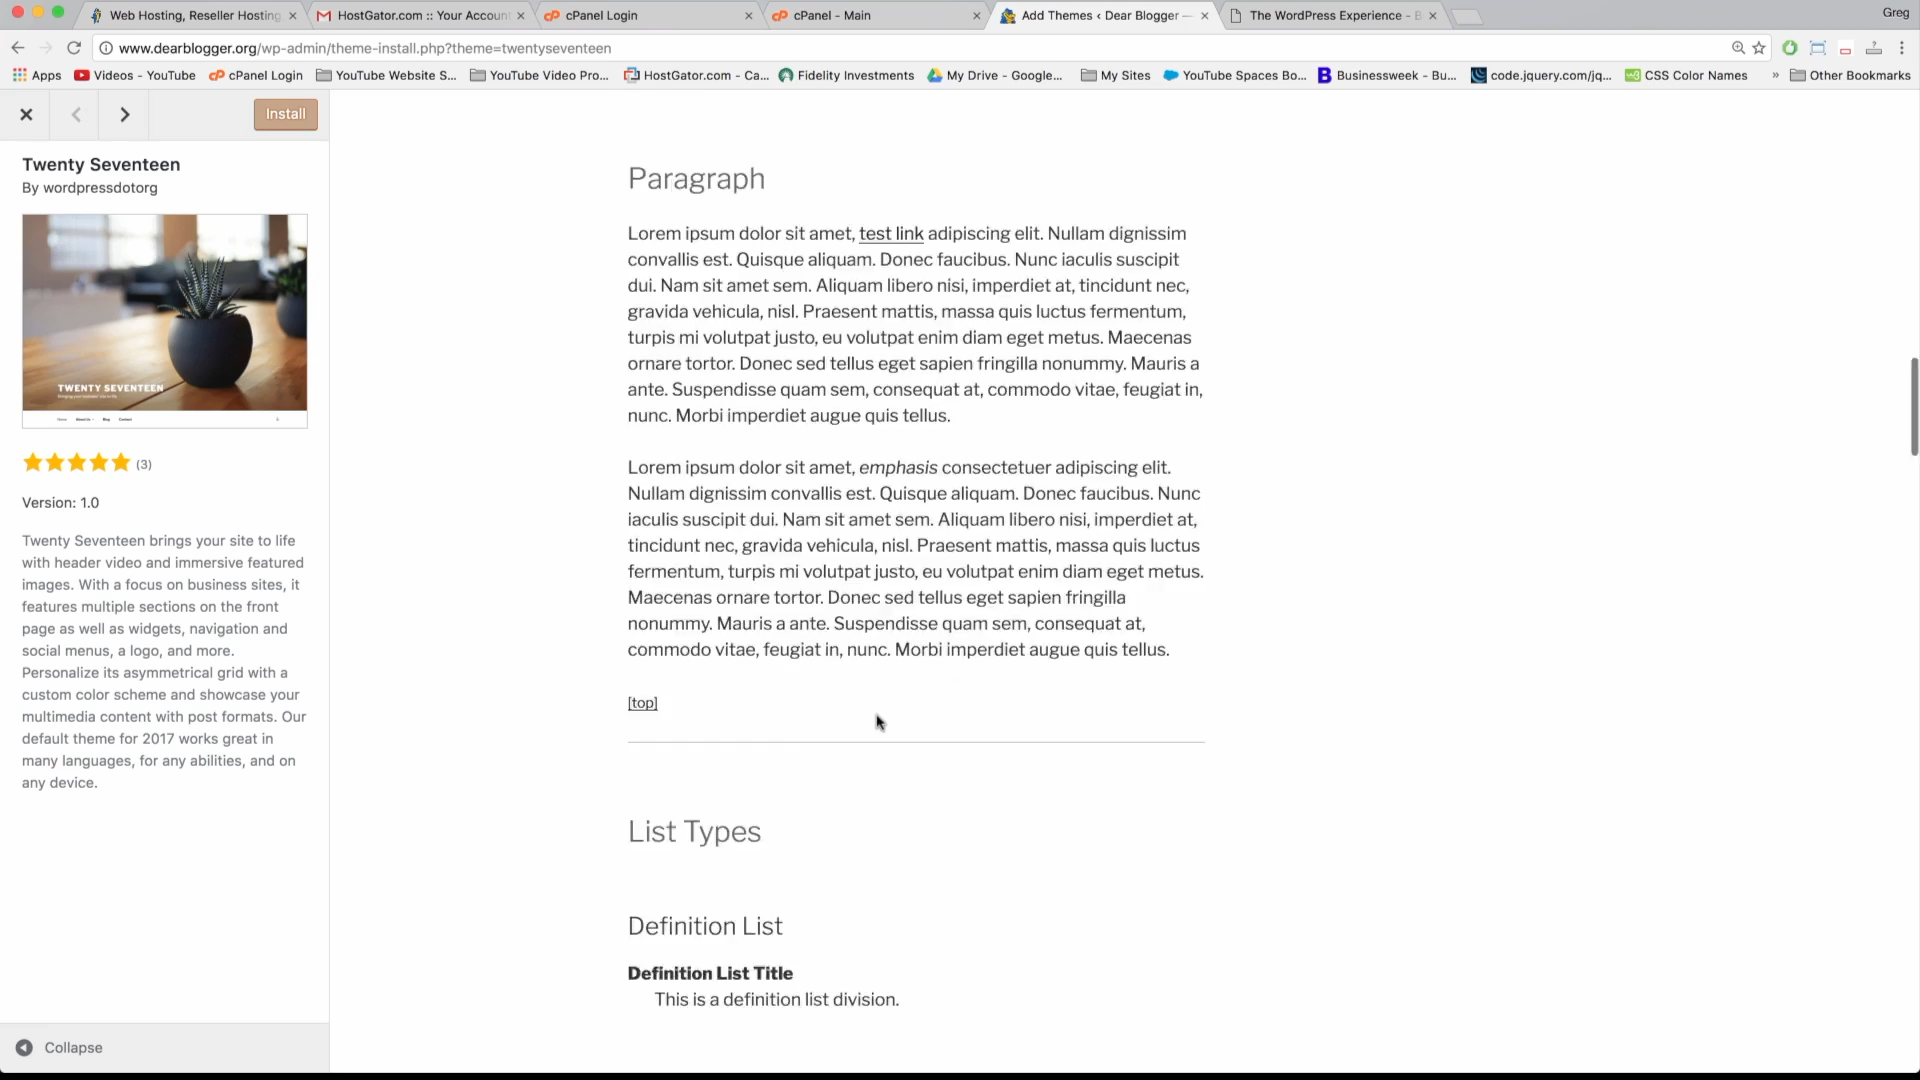 Web Hosting, Reseller Hosting
HostGator.com :: Your Accoun
cPanel Login
cPanel - Main
Add Themes ‹ Dear Blogger —
The WordPress Experience - B
Greg
www.dearblogger.org/wp-admin/theme-install.php?theme=twentyseventeen
Apps
Videos - YouTube
cPanel Login
YouTube Website S...
YouTube Video Pro...
HostGator.com - Ca...
Fidelity Investments
My Drive - Google...
My Sites
YouTube Spaces Bo...
Businessweek - Bu...
code.jquery.com/jq...
CSS Color Names
»
Other Bookmarks
Install
Twenty Seventeen
By wordpressdotorg
TWENTY SEVENTEEN
Home
About Us
Blog
Contact
(3)
Version: 1.0
Twenty Seventeen brings your site to life
with header video and immersive featured
images. With a focus on business sites, it
features multiple sections on the front
page as well as widgets, navigation and
social menus, a logo, and more.
Personalize its asymmetrical grid with a
custom color scheme and showcase your
multimedia content with post formats. Our
default theme for 2017 works great in
many languages, for any abilities, and on
any device.
Collapse
Paragraph
Lorem ipsum dolor sit amet, test link adipiscing elit. Nullam dignissim
convallis est. Quisque aliquam. Donec faucibus. Nunc iaculis suscipit
dui. Nam sit amet sem. Aliquam libero nisi, imperdiet at, tincidunt nec,
gravida vehicula, nisl. Praesent mattis, massa quis luctus fermentum,
turpis mi volutpat justo, eu volutpat enim diam eget metus. Maecenas
ornare tortor. Donec sed tellus eget sapien fringilla nonummy. Mauris a
ante. Suspendisse quam sem, consequat at, commodo vitae, feugiat in,
nunc. Morbi imperdiet augue quis tellus.
Lorem ipsum dolor sit amet, emphasis consectetuer adipiscing elit.
Nullam dignissim convallis est. Quisque aliquam. Donec faucibus. Nunc
iaculis suscipit dui. Nam sit amet sem. Aliquam libero nisi, imperdiet at,
tincidunt nec, gravida vehicula, nisl. Praesent mattis, massa quis luctus
fermentum, turpis mi volutpat justo, eu volutpat enim diam eget metus.
Maecenas ornare tortor. Donec sed tellus eget sapien fringilla
nonummy. Mauris a ante. Suspendisse quam sem, consequat at,
commodo vitae, feugiat in, nunc. Morbi imperdiet augue quis tellus.
[top]
List Types
Definition List
Definition List Title
This is a definition list division.